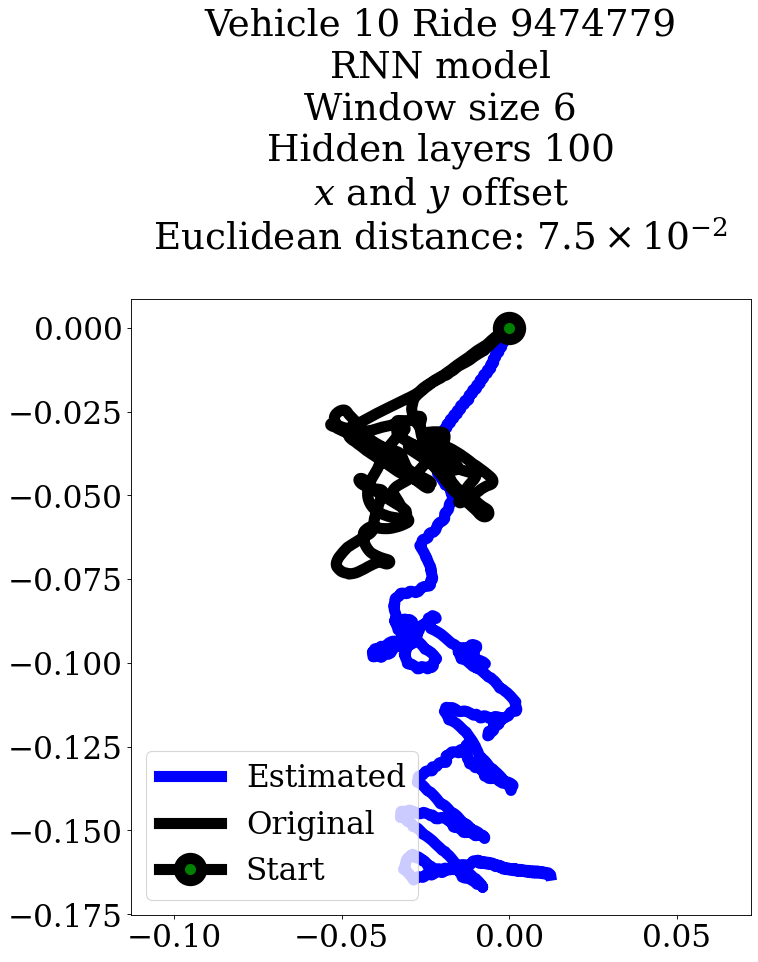 Vehicle 10 Ride 9474779
RNN model
Window size 6
Hidden layers 100
x and y offset
Euclidean distance: 7.5 × 10⁻²
0.000
−0.025
−0.050
−0.075
−0.100
−0.125
−0.150
−0.175
Estimated
Original
Start
−0.10
−0.05
0.00
0.05